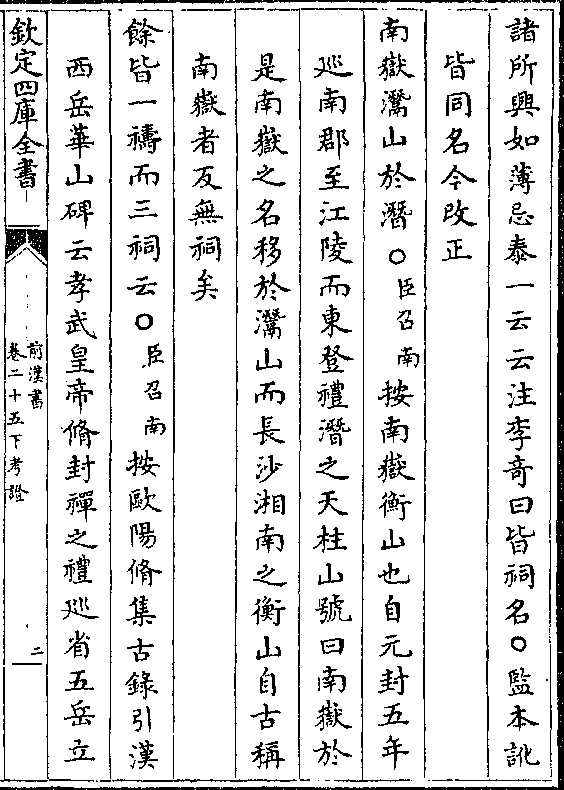 諸所興如薄忌泰一云云注李奇曰皆祠名○監本訛
皆同名今改正
南嶽灊山於潛○臣召南按南嶽衡山也自元封五年
巡南郡至江陵而東登禮潛之天柱山號曰南嶽於
是南嶽之名移於灊山而長沙湘南之衡山自古稱
南嶽者反無祠矣
餘皆一禱而三祠云○臣召南按歐陽脩集古錄引漢
西岳華山碑云孝武皇帝脩封禪之禮巡省五岳立
欽定四庫全書
前漢書
卷二十五下考證
二